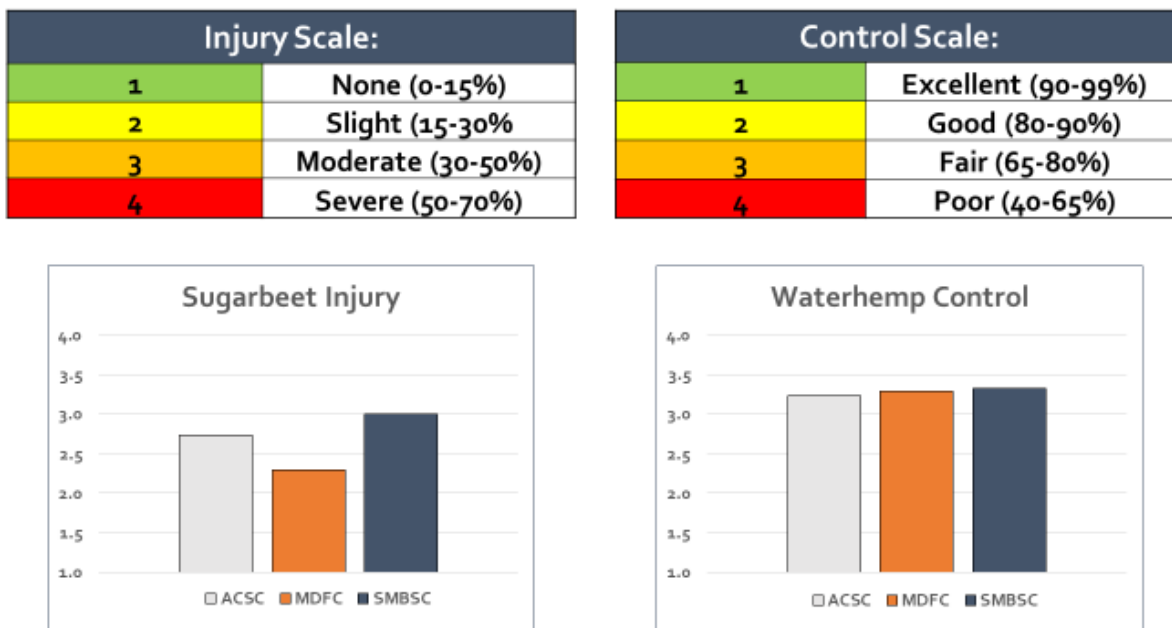 Injury Scale:
1 None (0-15%)
2 Slight (15-30%
3 Moderate (30-50%)
4 Severe (50-70%)
Control Scale:
1 Excellent (90-99%)
2 Good (80-90%)
3 Fair (65-80%)
4 Poor (40-65%)
Sugarbeet Injury
4.0
3.5
3.0
2.5
2.0
1.5
1.0
ACSC MDFC SMBSC
Waterhemp Control
4.0
3.5
3.0
2.5
2.0
1.5
1.0
ACSC MDFC SMBSC